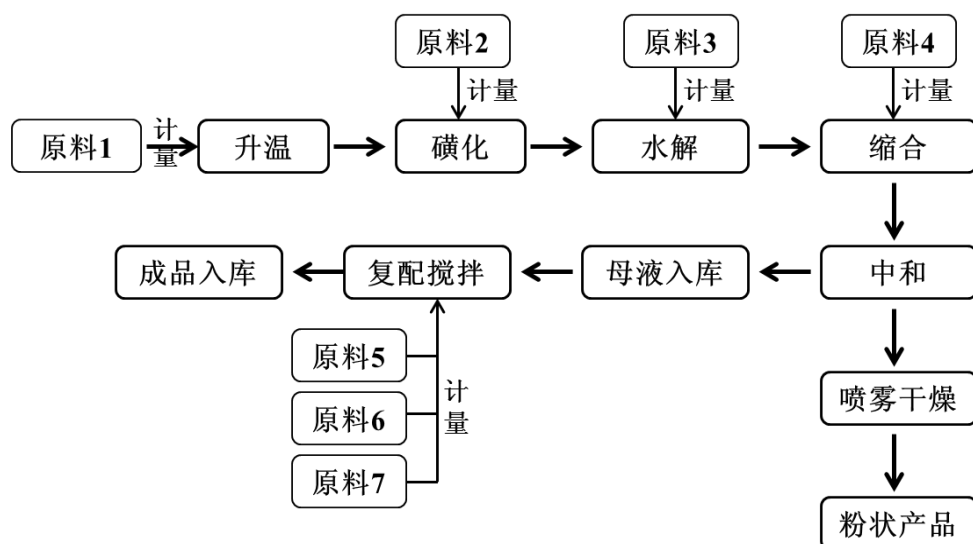 原料2
原料3
原料4
计量
计量
计量
原料1
计量
升温
磺化
水解
缩合
成品入库
复配搅拌
母液入库
中和
原料5
原料6
原料7
计量
喷雾干燥
粉状产品